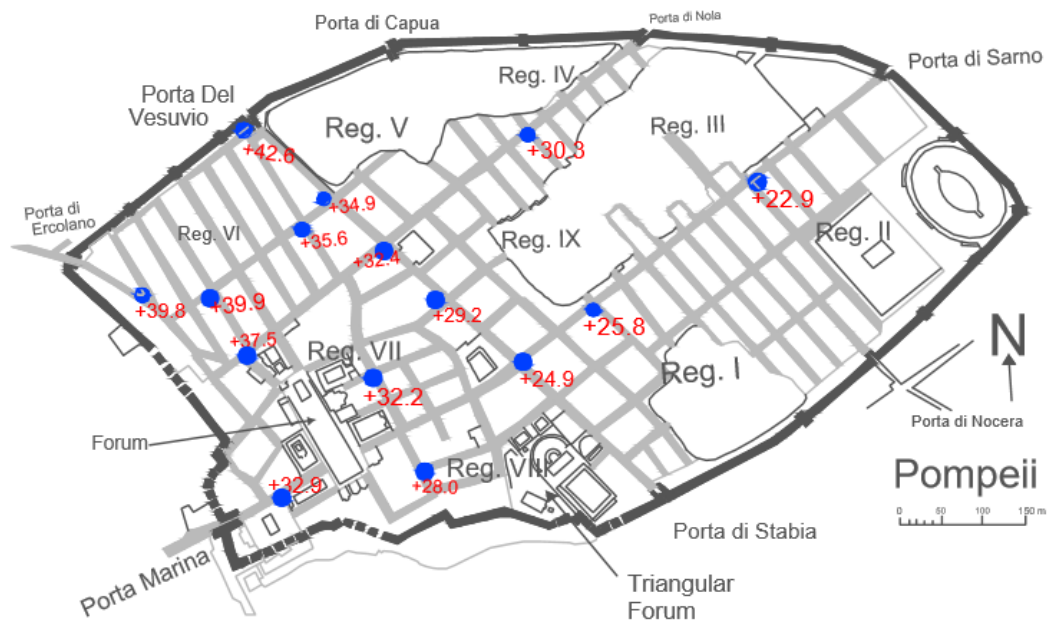 Porta di Capua
Porta di Nola
Porta di Sarno
Reg. IV
Porta Del
Vesuvio
Reg. V
Reg. III
+42.6
+30.3
+22.9
+34.9
Porta di
Ercolano
Reg. VI
+35.6
Reg. IX
Reg. II
+32.4
+39.8
+39.9
+29.2
+25.8
+37.5
Reg. VII
+24.9
Reg. I
N
+32.2
Forum
Porta di Nocera
Reg. VIII
+28.0
+32.9
Pompeii
0 50 100 150 m
Porta di Stabia
Porta Marina
Triangular
Forum